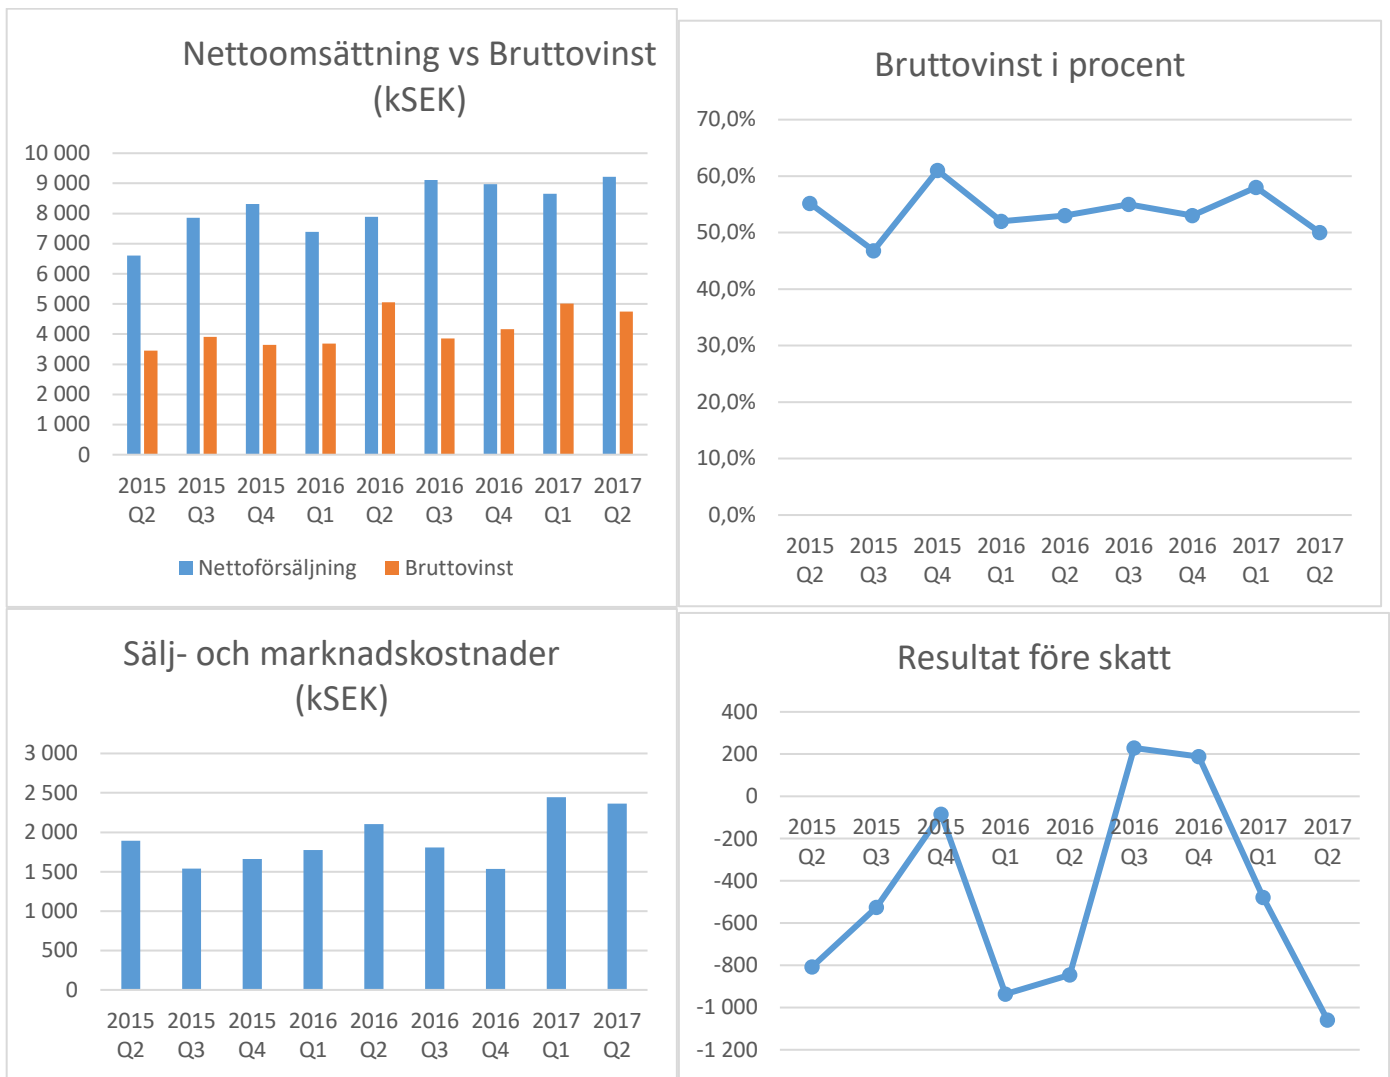 Nettoomsättning vs Bruttovinst
(kSEK)
10 000
9 000
8 000
7 000
6 000
5 000
4 000
3 000
2 000
1 000
0
2015 2015 2015 2016 2016 2016 2016 2017 2017
Q2 Q3 Q4 Q1 Q2 Q3 Q4 Q1 Q2
Nettoförsäljning Bruttovinst
Bruttovinst i procent
70,0%
60,0%
50,0%
40,0%
30,0%
20,0%
10,0%
0,0%
2015 2015 2015 2016 2016 2016 2016 2017 2017
Q2 Q3 Q4 Q1 Q2 Q3 Q4 Q1 Q2
Sälj- och marknadskostnader
(kSEK)
3 000
2 500
2 000
1 500
1 000
500
0
2015 2015 2015 2016 2016 2016 2016 2017 2017
Q2 Q3 Q4 Q1 Q2 Q3 Q4 Q1 Q2
Resultat före skatt
400
200
0
2015 2015 2015 2016 2016 2016 2016 2017 2017
-200
Q2 Q3 Q4 Q1 Q2 Q3 Q4 Q1 Q2
-400
-600
-800
-1 000
-1 200